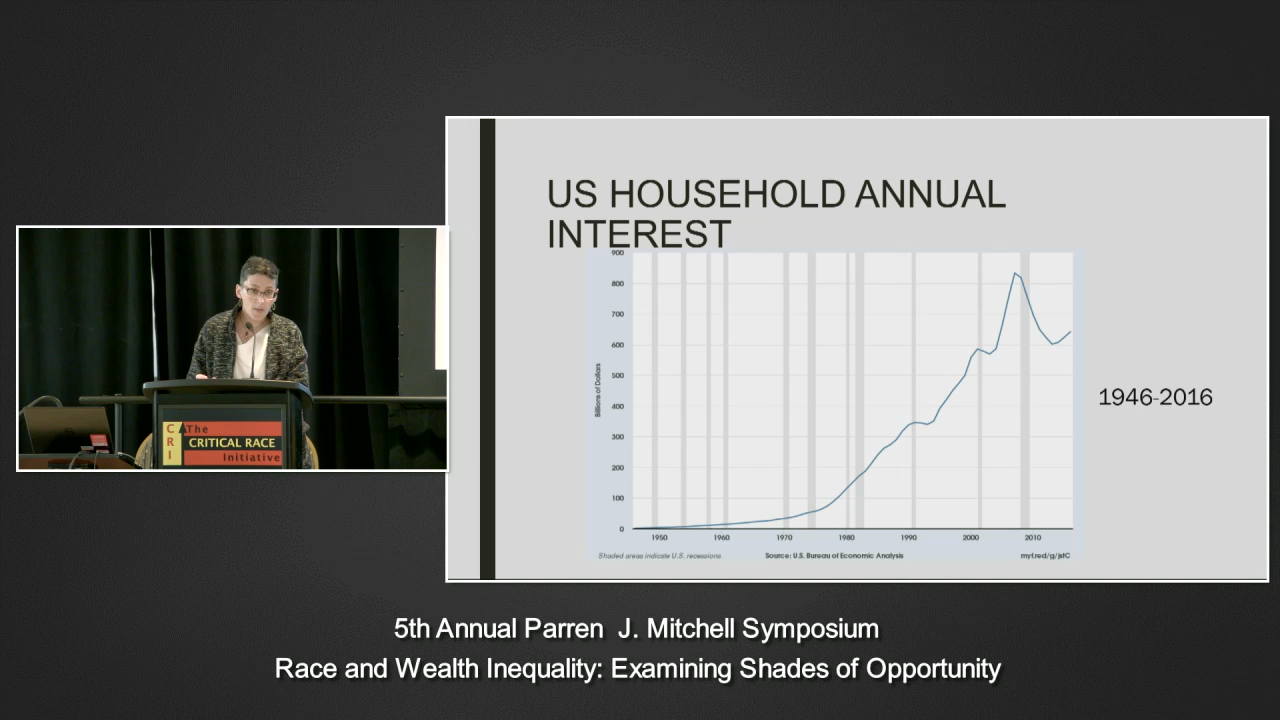 US HOUSEHOLD ANNUAL
INTEREST
900
800
700
600
500
400
300
200
100
0
Billions of Dollars
1950 1960 1970 1980 1990 2000 2010
Shaded areas indicate U.S. recessions
Source: U.S. Bureau of Economic Analysis
myf.red/g/jstC
1946-2016
C
R
I
The
CRITICAL RACE
Initiative
5th Annual Parren J. Mitchell Symposium
Race and Wealth Inequality: Examining Shades of Opportunity